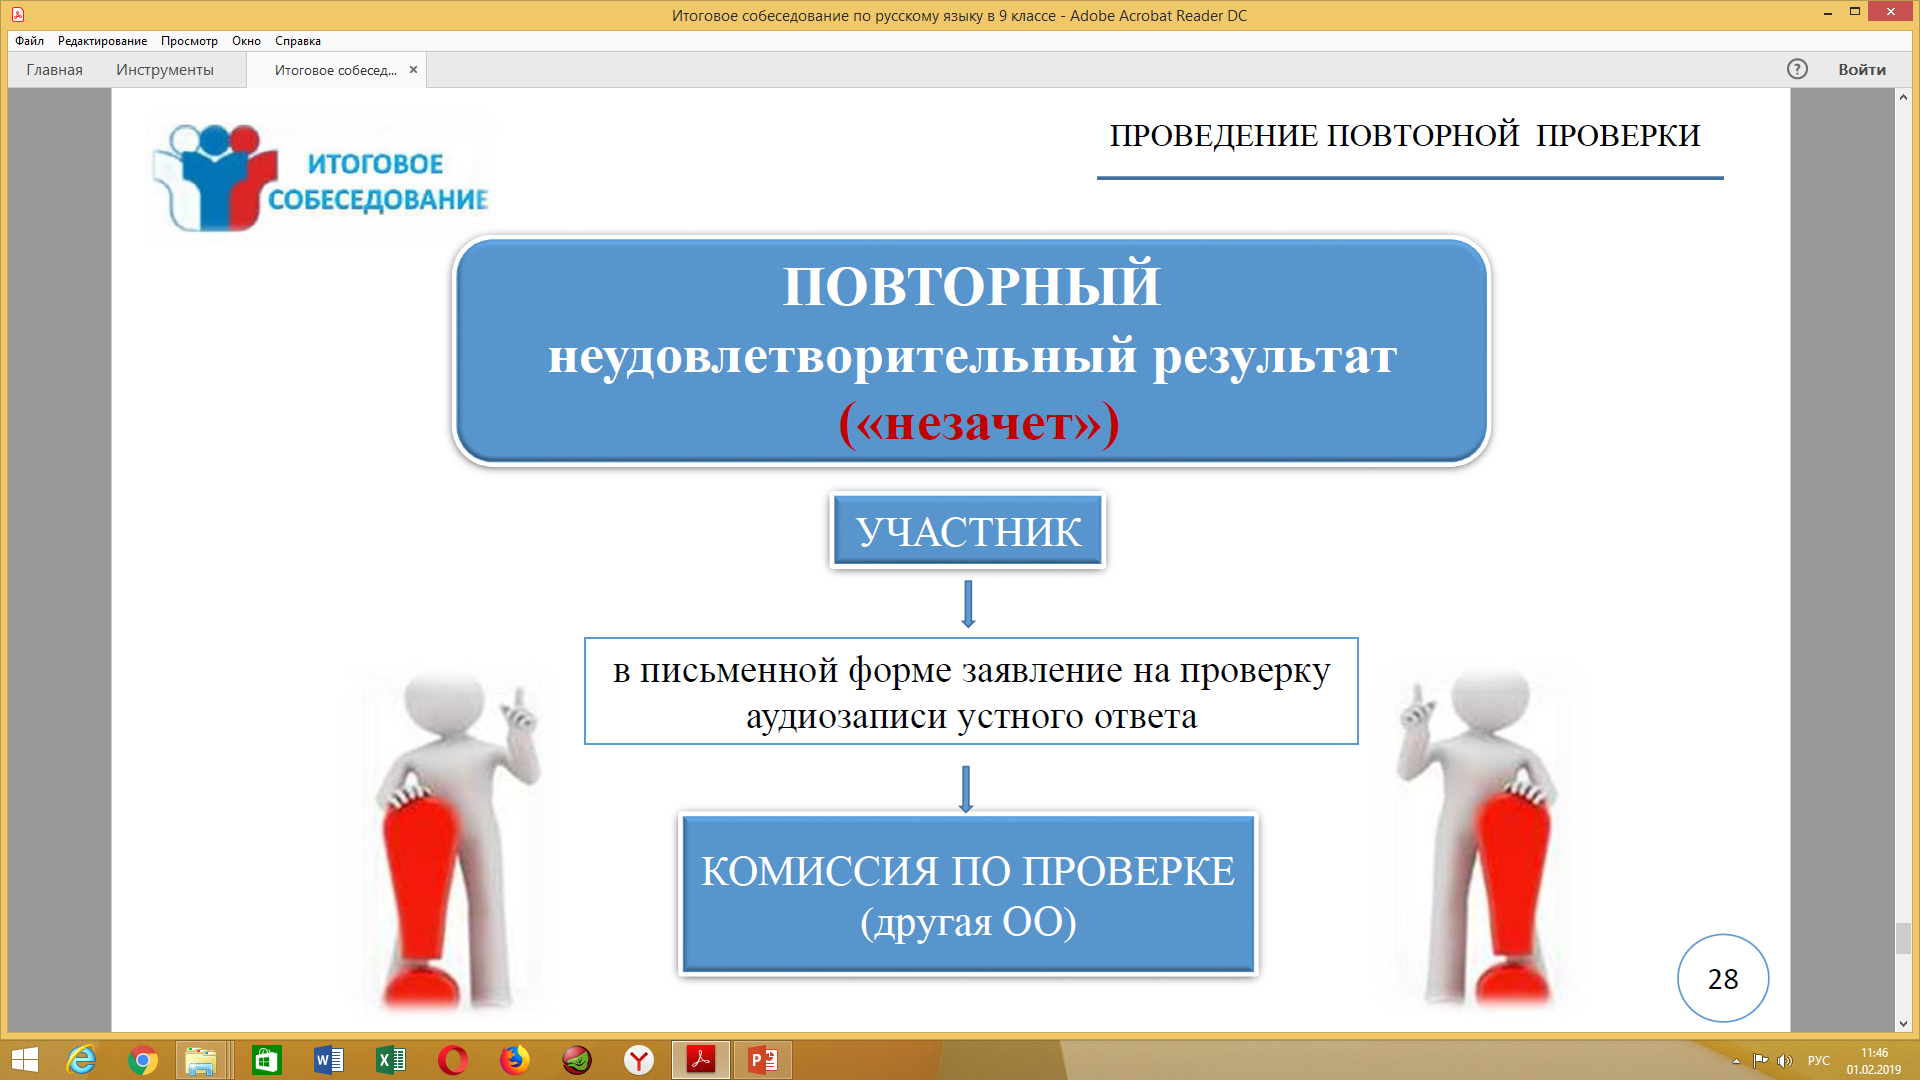 Итоговое собеседование по русскому языку в 9 классе - Adobe Acrobat Reader DC
Файл Редактирование Просмотр Окно Справка
Главная Инструменты Итоговое собесед... × ? Войти
ПРОВЕДЕНИЕ ПОВТОРНОЙ ПРОВЕРКИ
ИТОГОВОЕ
СОБЕСЕДОВАНИЕ
ПОВТОРНЫЙ
неудовлетворительный результат
(«незачет»)
УЧАСТНИК
в письменной форме заявление на проверку
аудиозаписи устного ответа
КОМИССИЯ ПО ПРОВЕРКЕ
(другая ОО)
28
РУС
11:46
01.02.2019